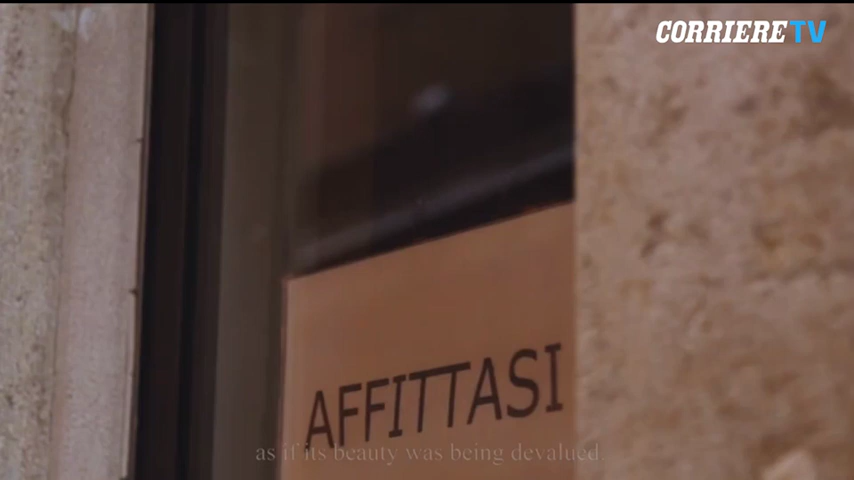 CORRIERETV
AFFITTASI
as if its beauty was being devalued.